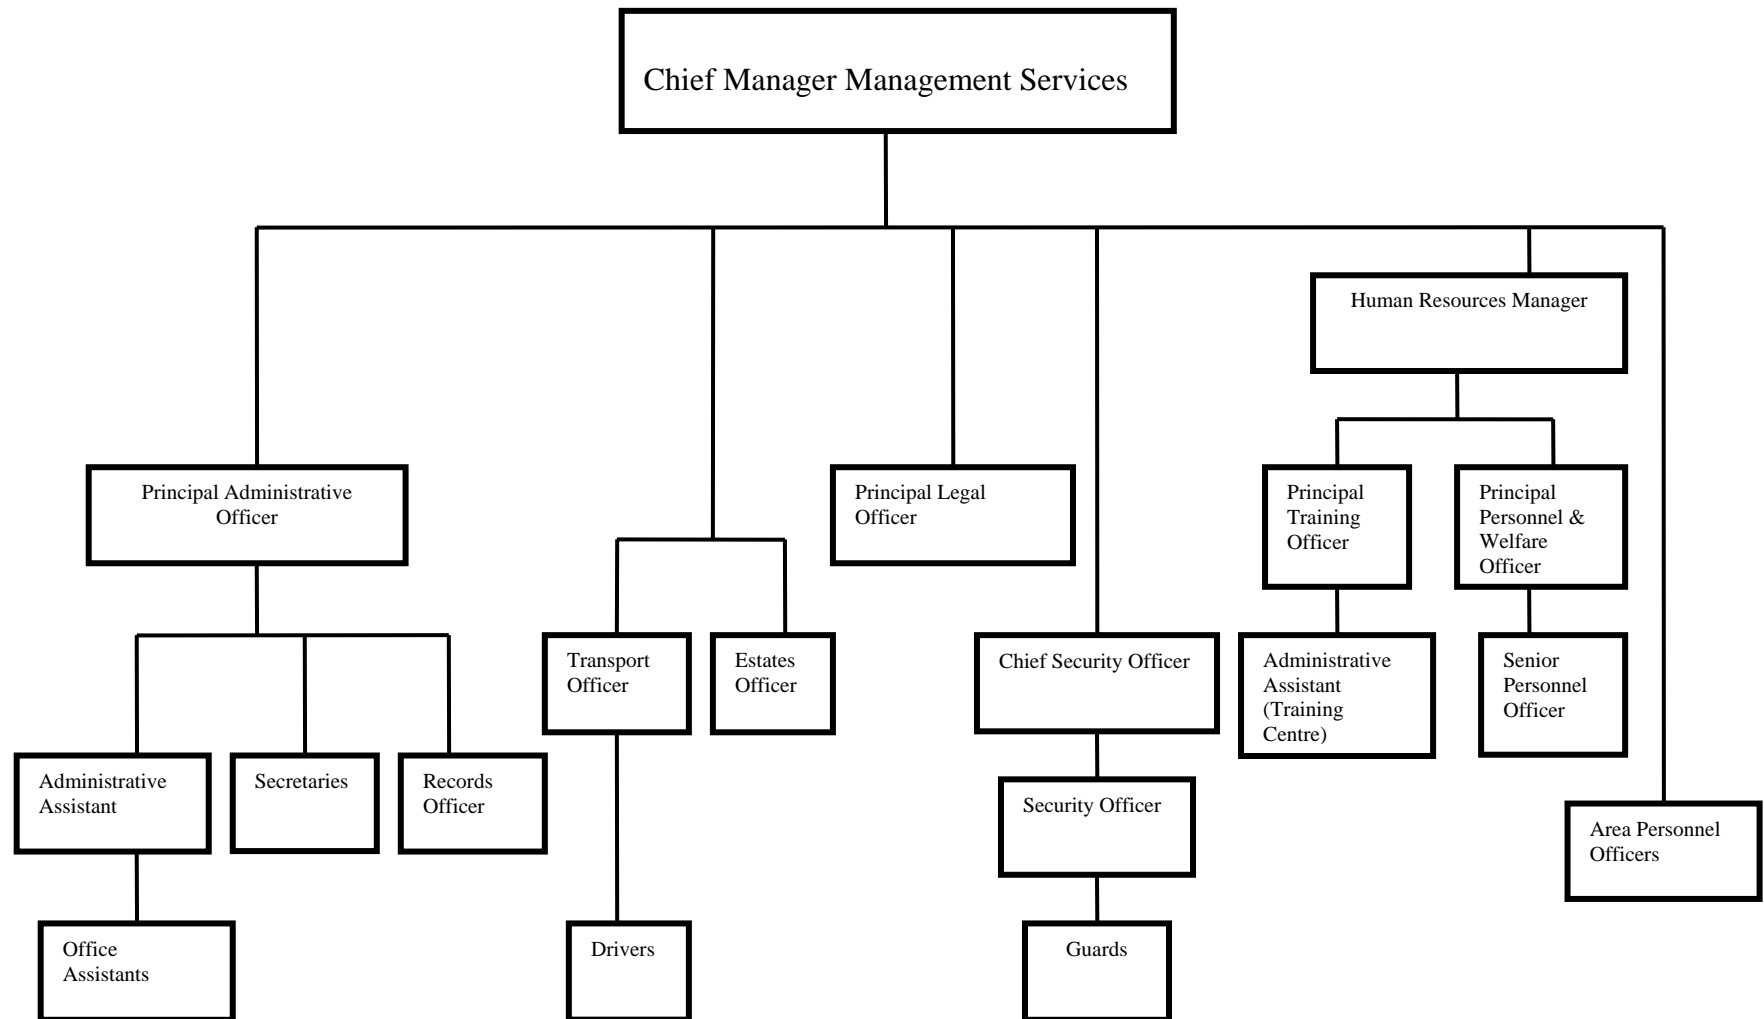 Chief Manager Management Services
Human Resources Manager
Principal Administrative
Officer
Principal Legal
Officer
Principal
Training
Officer
Principal
Personnel &
Welfare
Officer
Transport
Officer
Estates
Officer
Chief Security Officer
Administrative
Assistant
(Training
Centre)
Senior
Personnel
Officer
Administrative
Assistant
Secretaries
Records
Officer
Security Officer
Area Personnel
Officers
Office
Assistants
Drivers
Guards